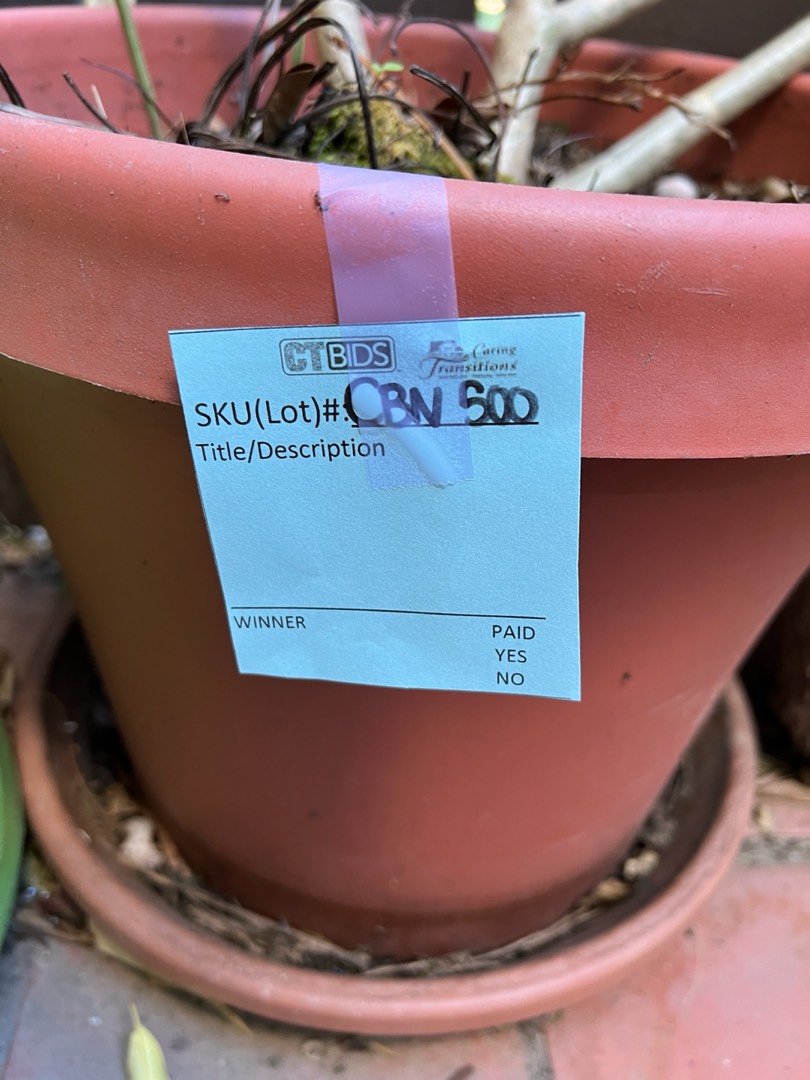 CTBIDS Caring Transitions
SKU(Lot)#: CBN 600
Title/Description
WINNER PAID
YES
NO